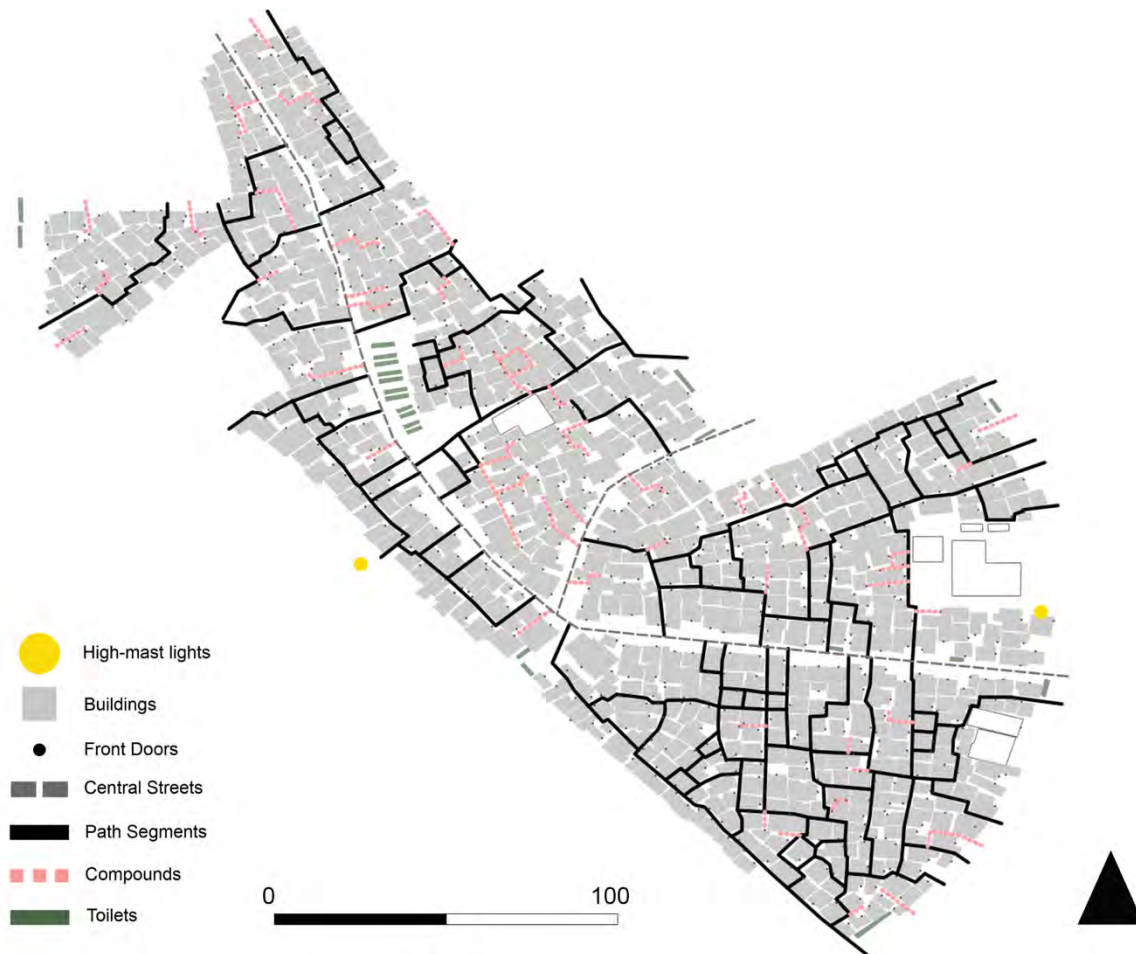 High-mast lights
Buildings
Front Doors
Central Streets
Path Segments
Compounds
Toilets
0 100